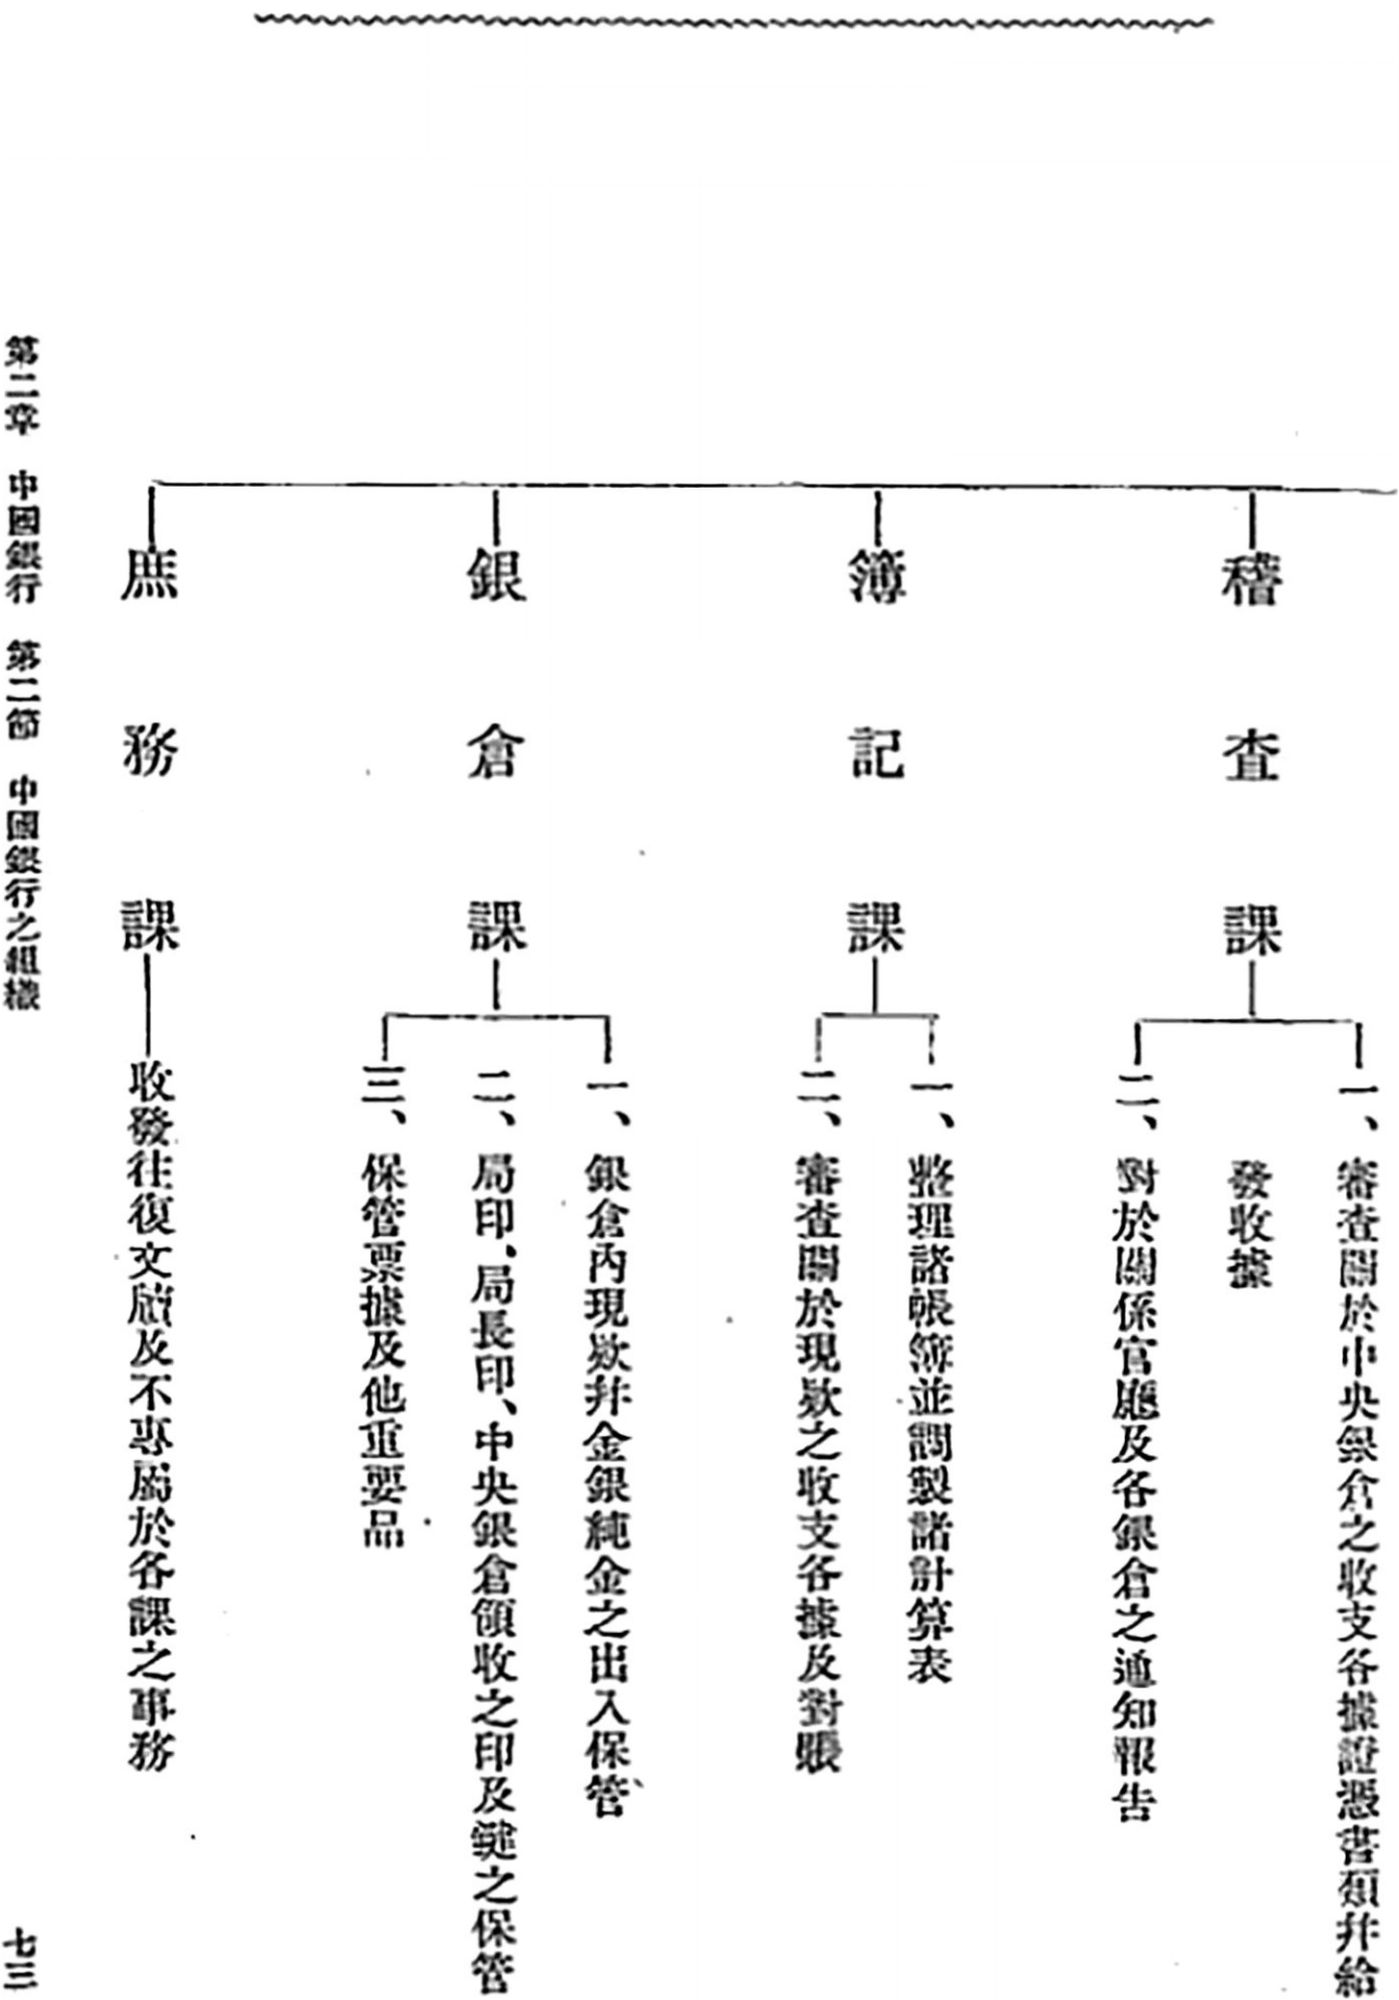 稽查課
一、審查關於中央銀倉之收支各據證憑書類幷給
發收據
二、對於關係官廳及各銀倉之通知報告
簿記課
一、整理諸帳簿並調製諸計算表
二、審查關於現欵之收支各據及對賬
銀倉課
一、銀倉內現欵幷金銀純金之出入保管
二、局印、局長印、中央銀倉領收之印及鍵之保管
三、保管票據及他重要品
庶務課
收發往復文牘及不專屬於各課之事務
第二章 中國銀行 第二節 中國銀行之組織
七三